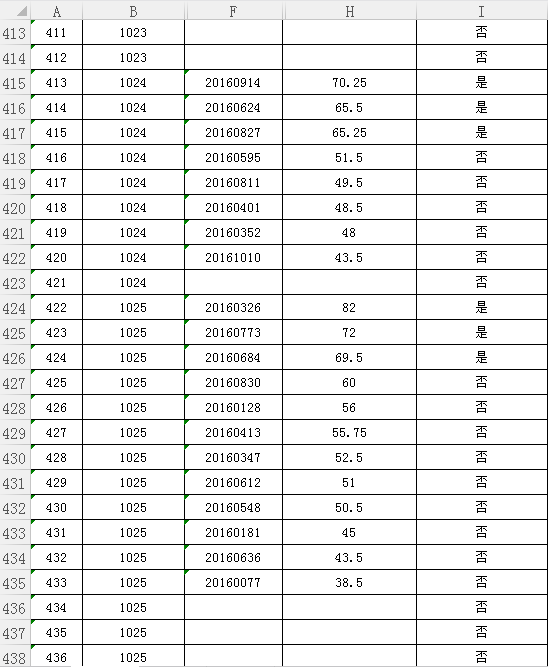 A B F H I
413 411 1023 否
414 412 1023 否
415 413 1024 20160914 70.25 是
416 414 1024 20160624 65.5 是
417 415 1024 20160827 65.25 是
418 416 1024 20160595 51.5 否
419 417 1024 20160811 49.5 否
420 418 1024 20160401 48.5 否
421 419 1024 20160352 48 否
422 420 1024 20161010 43.5 否
423 421 1024 否
424 422 1025 20160326 82 是
425 423 1025 20160773 72 是
426 424 1025 20160684 69.5 是
427 425 1025 20160830 60 否
428 426 1025 20160128 56 否
429 427 1025 20160413 55.75 否
430 428 1025 20160347 52.5 否
431 429 1025 20160612 51 否
432 430 1025 20160548 50.5 否
433 431 1025 20160181 45 否
434 432 1025 20160636 43.5 否
435 433 1025 20160077 38.5 否
436 434 1025 否
437 435 1025 否
438 436 1025 否